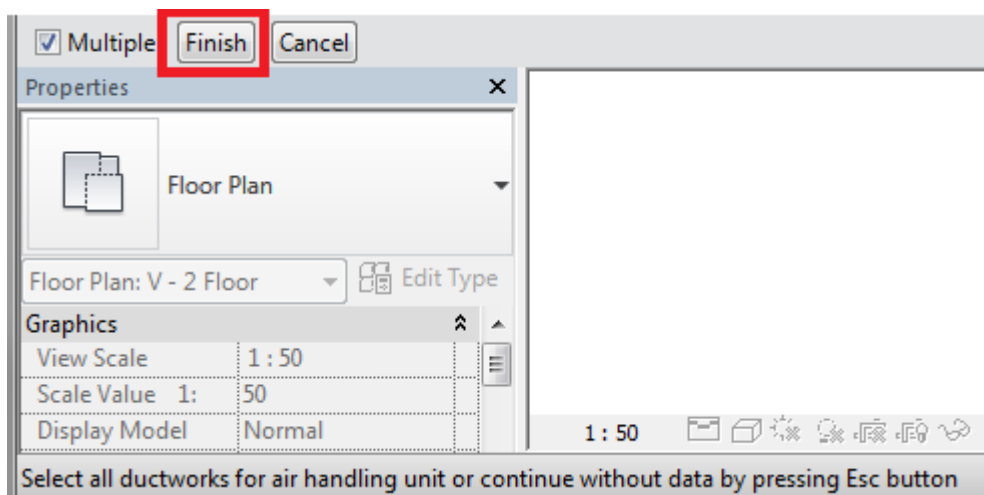 Multiple Finish Cancel
Properties
Floor Plan
Floor Plan: V - 2 Floor Edit Type
Graphics
View Scale 1 : 50
Scale Value 1: 50
Display Model Normal
1 : 50
Select all ductworks for air handling unit or continue without data by pressing Esc button